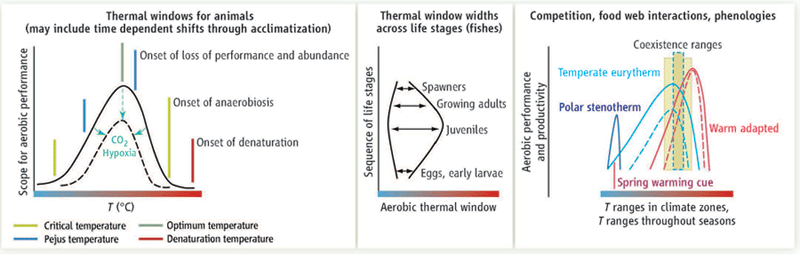 Thermal windows for animals
(may include time dependent shifts through acclimatization)
Scope for aerobic performance
Onset of loss of performance and abundance
Onset of anaerobiosis
CO2
Hypoxia
Onset of denaturation
T (°C)
Critical temperature
Optimum temperature
Pejus temperature
Denaturation temperature
Thermal window widths
across life stages (fishes)
Sequence of life stages
Spawners
Growing adults
Juveniles
Eggs, early larvae
Aerobic thermal window
Competition, food web interactions, phenologies
Aerobic performance
and productivity
Coexistence ranges
Temperate eurytherm
Polar stenotherm
Warm adapted
Spring warming cue
T ranges in climate zones,
T ranges throughout seasons